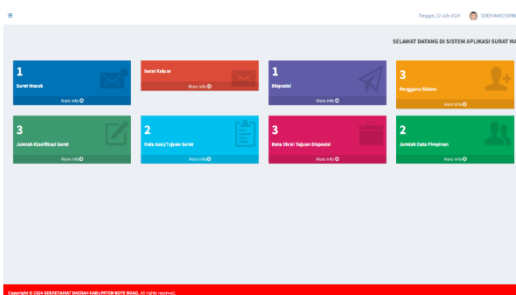 Tanggal, 12 July 2024
SELAMAT DATANG DI SISTEM APLIKASI SURAT MA
1
Surat Masuk
More info
Surat Keluar
More info
1
Disposisi
More info
3
Pengguna Sistem
More info
3
Jumlah Klasifikasi Surat
More info
2
Data Tujuan Surat
More info
3
Data Divisi Tujuan Disposisi
More info
2
Jumlah Data Pimpinan
More info
Copyright © 2024 SEKRETARIAT DAERAH KABUPATEN ROTE NDAO. All rights reserved.